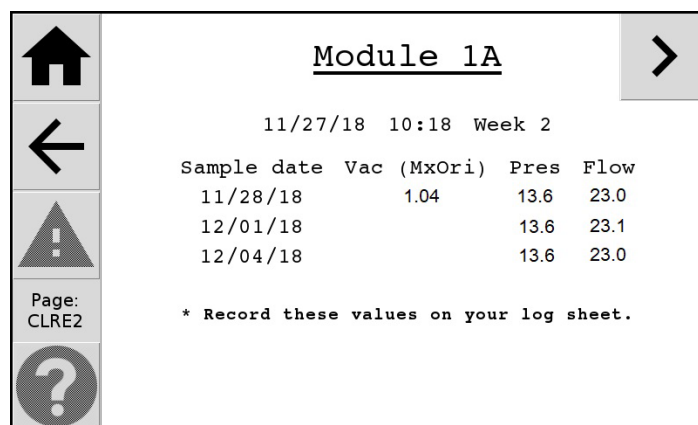 Module 1A
11/27/18 10:18 Week 2
Sample date Vac (MxOri) Pres Flow
11/28/18 1.04 13.6 23.0
12/01/18 13.6 23.1
12/04/18 13.6 23.0
Page:
CLRE2
* Record these values on your log sheet.